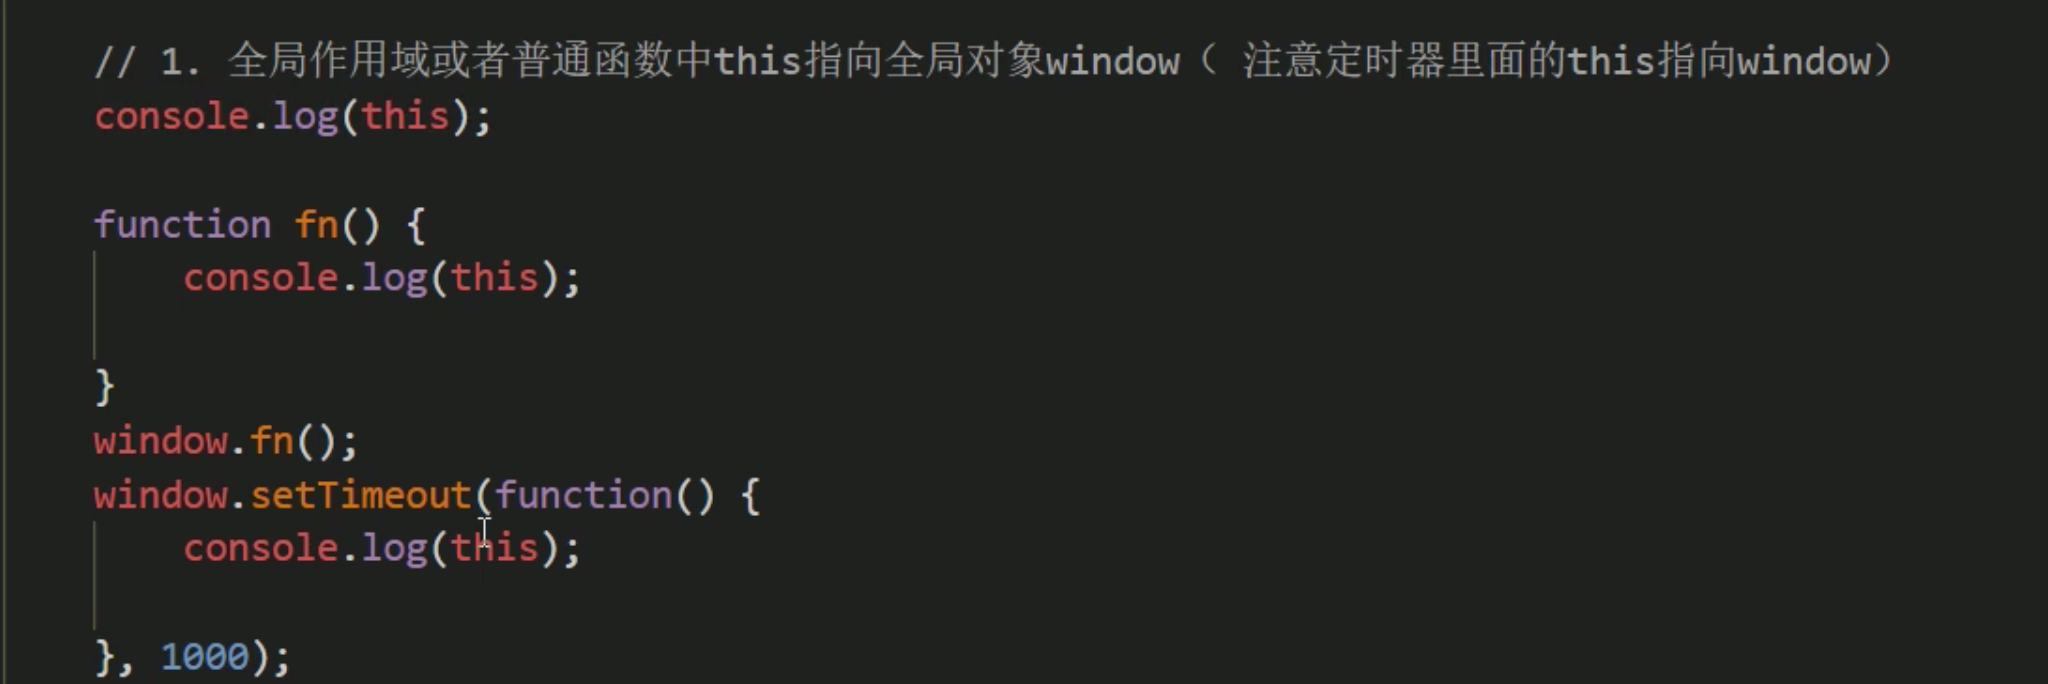 // 1. 全局作用域或者普通函数中this指向全局对象window（ 注意定时器里面的this指向window）
console.log(this);
function fn() {
console.log(this);
}
window.fn();
window.setTimeout(function() {
console.log(this);
}, 1000);